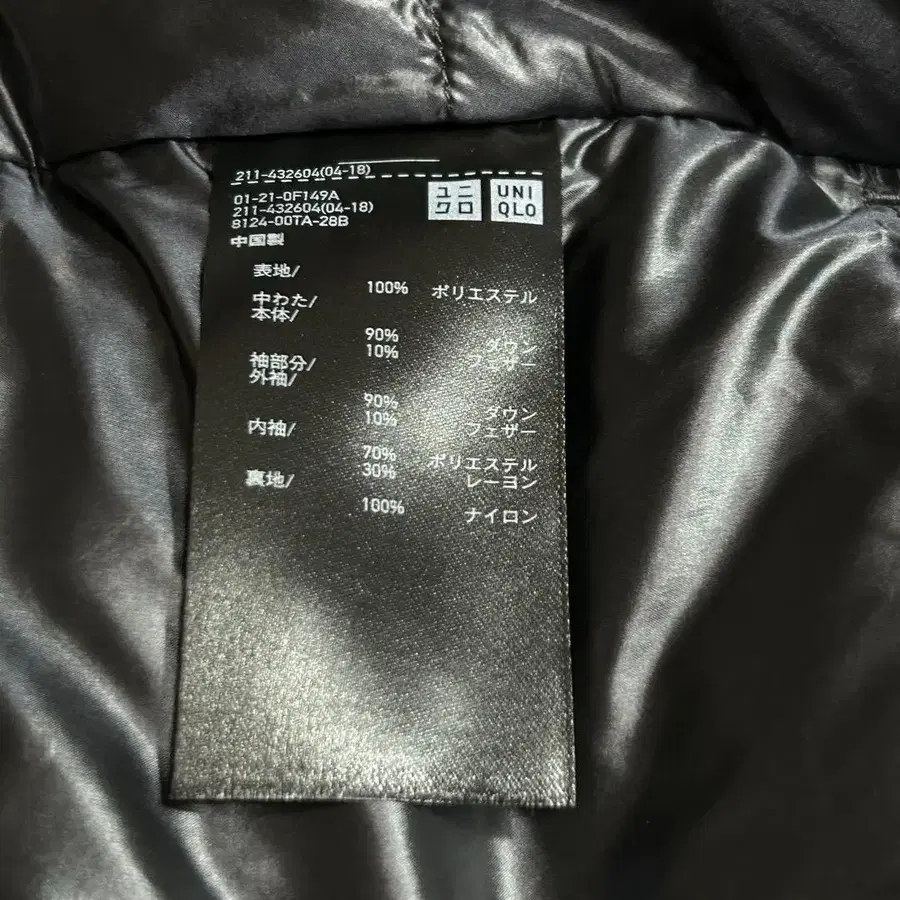 211-432604(04-18)
01-21-0F149A
211-432604(04-18)
8124-00TA-28B
ユニ
クロ
UNI
QLO
中国製
表地/
100% ポリエステル
中わた/
本体/
90% ダウン
10% フェザー
袖部分/
外袖/
90% ダウン
10% フェザー
内袖/
70% ポリエステル
30% レーヨン
裏地/
100% ナイロン